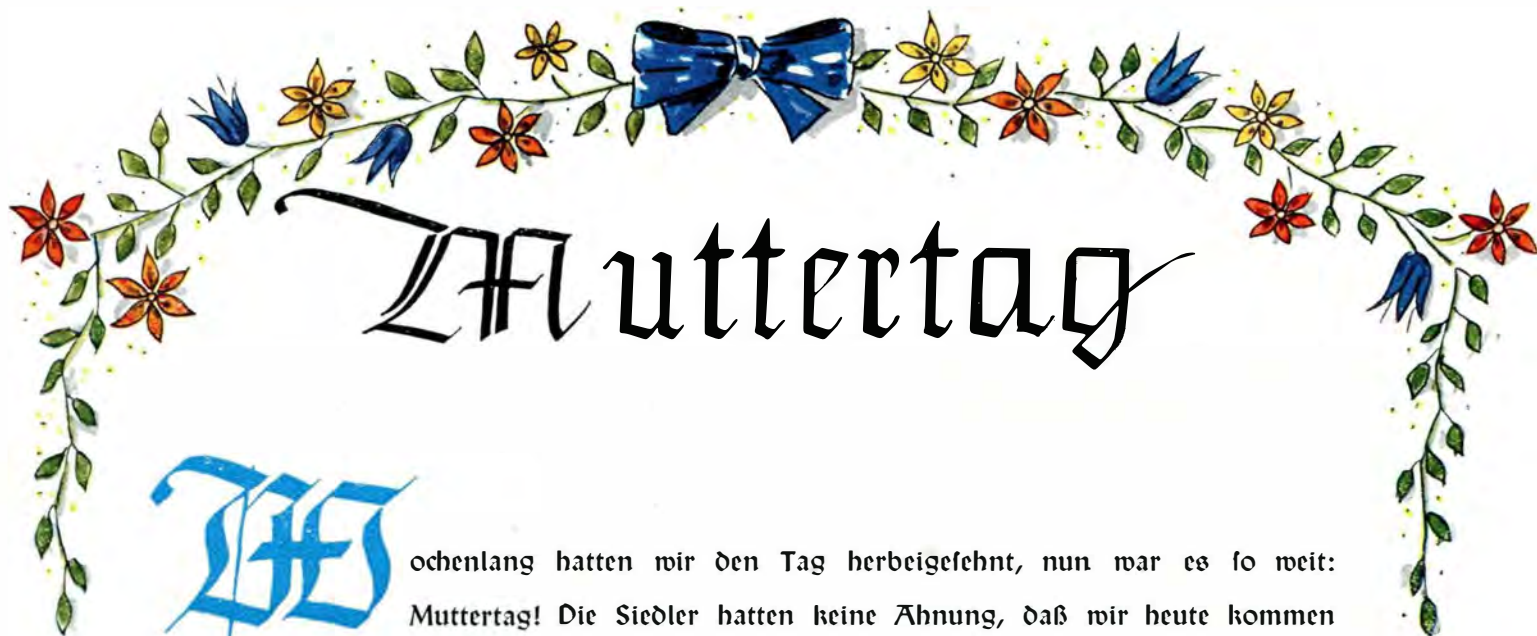 Muttertag
Wochenlang hatten wir den Tag herbeigesehnt, nun war es so weit:
Muttertag! Die Siedler hatten keine Ahnung, daß wir heute kommen